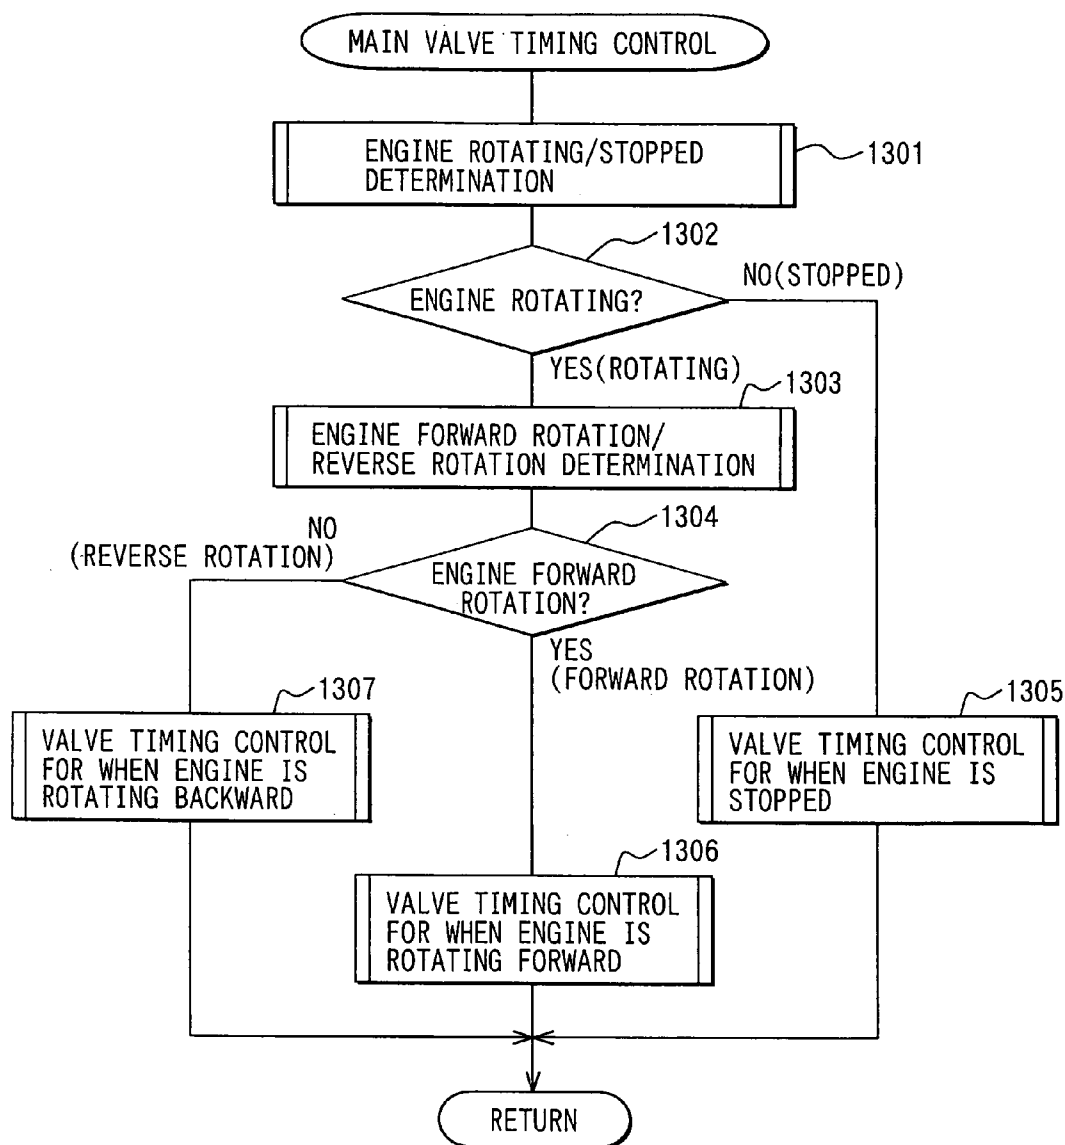 MAIN VALVE TIMING CONTROL
ENGINE ROTATING/STOPPED
DETERMINATION
1301
1302
ENGINE ROTATING?
NO(STOPPED)
YES(ROTATING)
1303
ENGINE FORWARD ROTATION/
REVERSE ROTATION DETERMINATION
1304
NO
(REVERSE ROTATION)
ENGINE FORWARD
ROTATION?
YES
(FORWARD ROTATION)
1307
VALVE TIMING CONTROL
FOR WHEN ENGINE IS
ROTATING BACKWARD
1305
VALVE TIMING CONTROL
FOR WHEN ENGINE IS
STOPPED
1306
VALVE TIMING CONTROL
FOR WHEN ENGINE IS
ROTATING FORWARD
RETURN